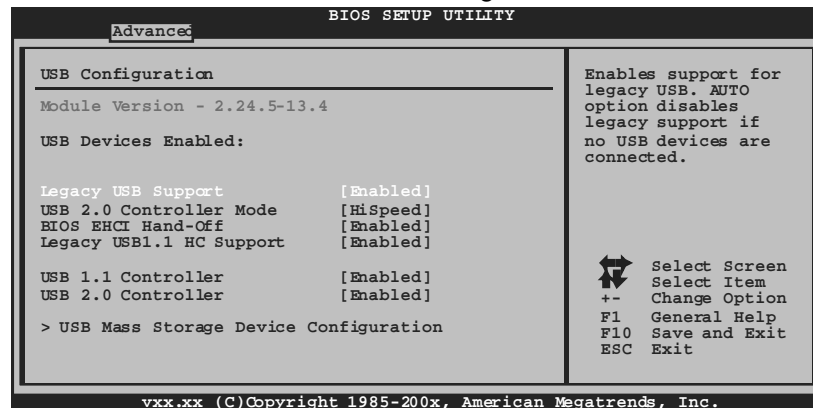 BIOS SETUP UTILITY
Advanced
USB Configuration
Module Version - 2.24.5-13.4
USB Devices Enabled:
Legacy USB Support [Enabled]
USB 2.0 Controller Mode [HiSpeed]
BIOS EHCI Hand-Off [Enabled]
Legacy USB1.1 HC Support [Enabled]
USB 1.1 Controller [Enabled]
USB 2.0 Controller [Enabled]
> USB Mass Storage Device Configuration
Enables support for
legacy USB. AUTO
option disables
legacy support if
no USB devices are
connected.
Select Screen
Select Item
+- Change Option
F1 General Help
F10 Save and Exit
ESC Exit
vxx.xx (C)Copyright 1985-200x, American Megatrends, Inc.